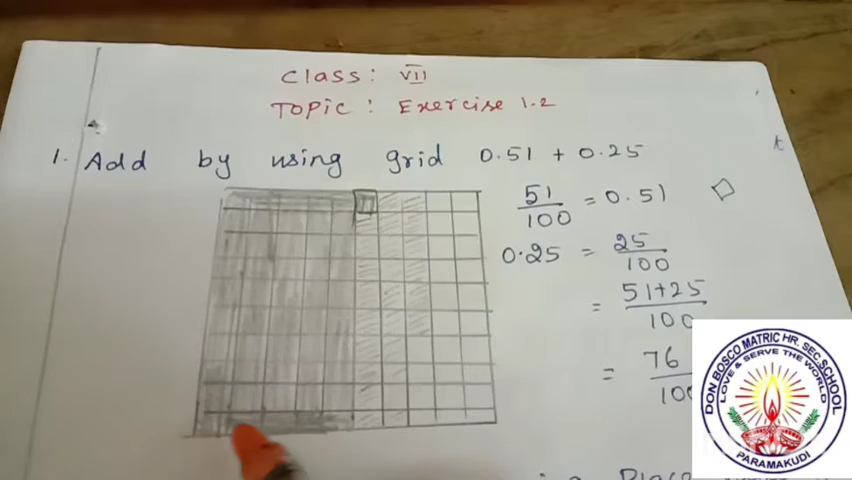 Class: VII
Topic: Exercise 1.2
1. Add by using grid 0.51 + 0.25
51/100 = 0.51
0.25 = 25/100
= 51+25/100
= 76/100
DON BOSCO MATRIC HR. SEC. SCHOOL
LOVE & SERVE THE WORLD
PARAMAKUDI